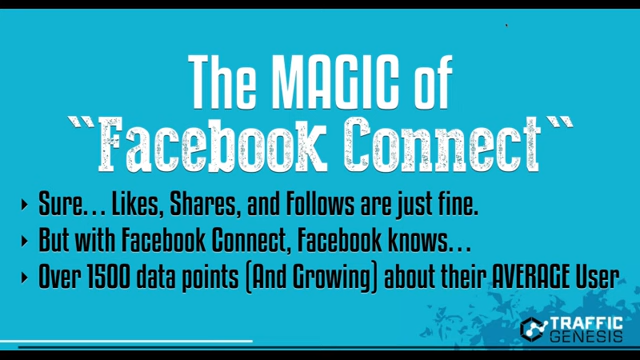 The MAGIC of
“Facebook Connect“
Sure... Likes, Shares, and Follows are just fine.
But with Facebook Connect, Facebook knows...
Over 1500 data points (And Growing) about their AVERAGE User
TRAFFIC
GENESIS